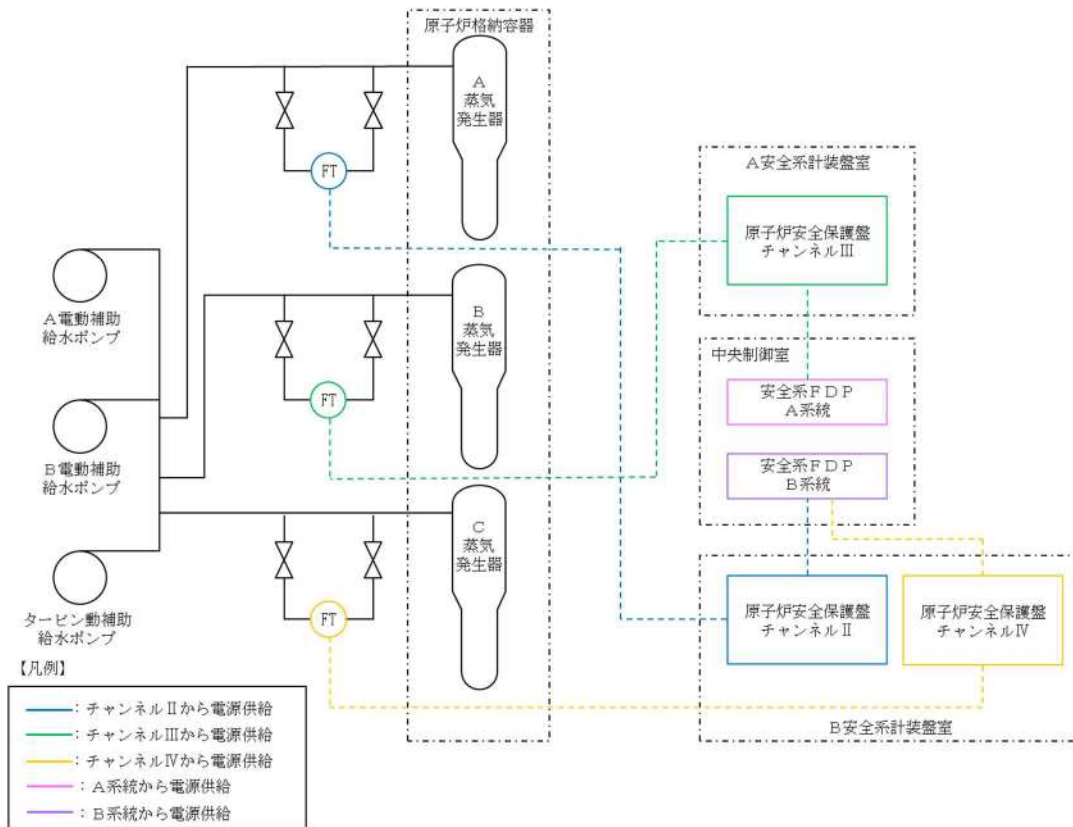 原子炉格納容器
A
蒸気
発生器
FT
A安全系計装盤室
原子炉安全保護盤
チャンネルⅢ
A電動補助
給水ポンプ
B
蒸気
発生器
FT
中央制御室
安全系FDP
A系統
安全系FDP
B系統
B電動補助
給水ポンプ
C
蒸気
発生器
FT
原子炉安全保護盤
チャンネルⅡ
原子炉安全保護盤
チャンネルⅣ
タービン動補助
給水ポンプ
B安全系計装盤室
【凡例】
：チャンネルⅡから電源供給
：チャンネルⅢから電源供給
：チャンネルⅣから電源供給
：A系統から電源供給
：B系統から電源供給